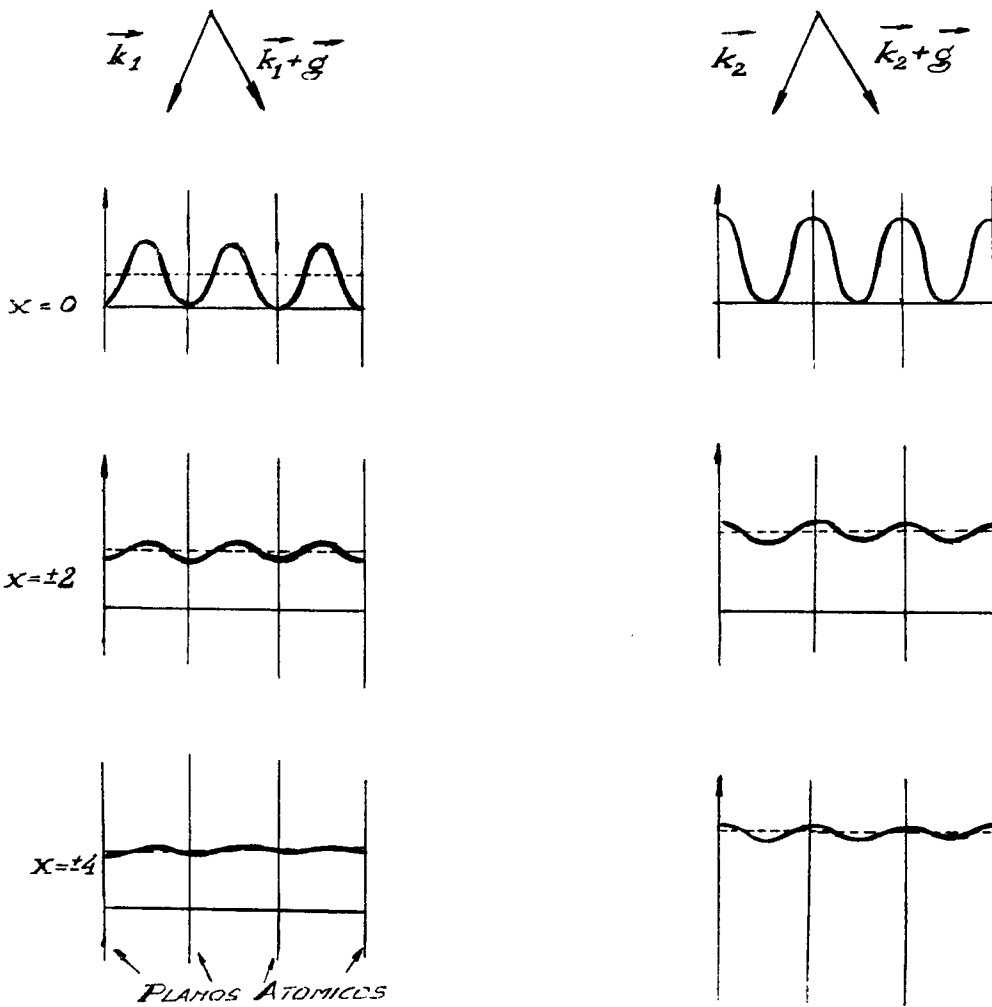 k₁ k₁+g k₂ k₂+g
x=0
x=±2
x=±4
PLANOS ATOMICOS